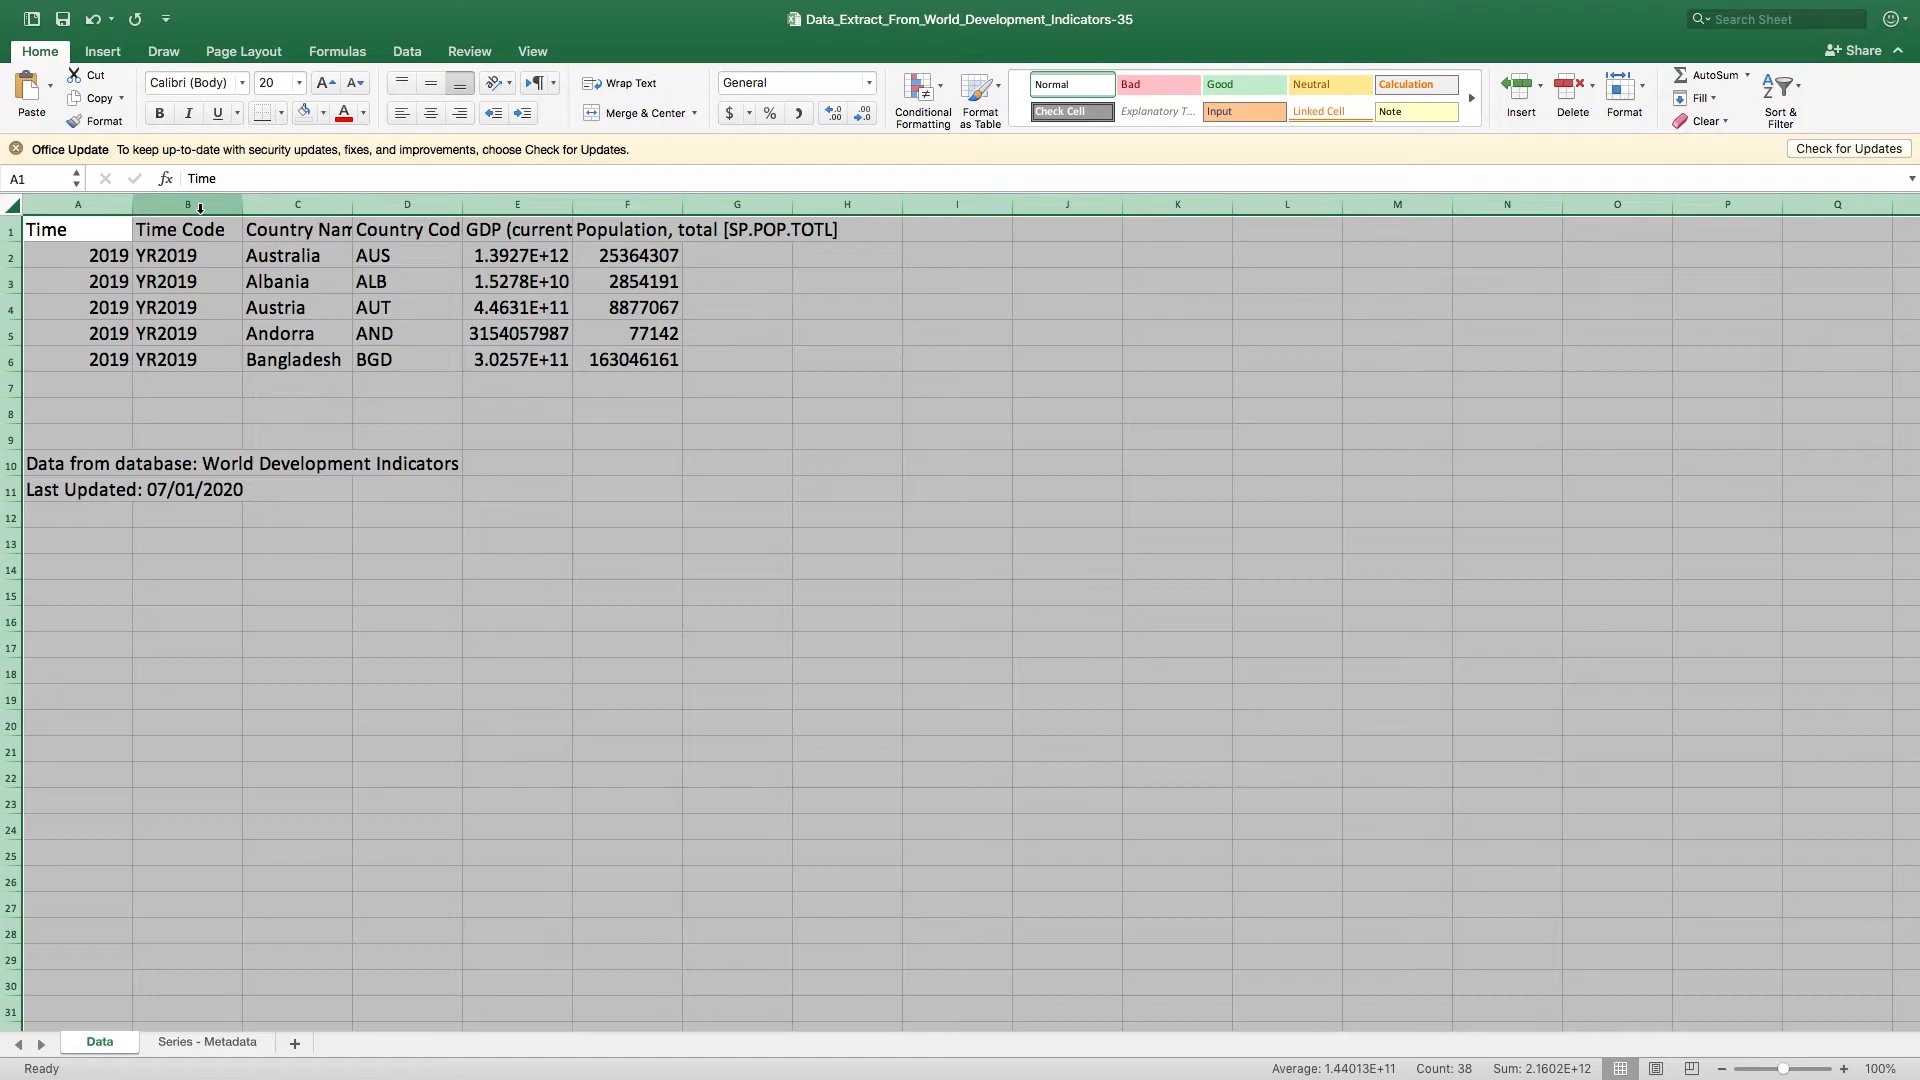 Data_Extract_From_World_Development_Indicators-35
Search Sheet
Home Insert Draw Page Layout Formulas Data Review View
Share
Paste
Cut
Copy
Format
Calibri (Body) 20
B I U
Wrap Text
Merge & Center
General
$ % )
Conditional Formatting
Format as Table
Normal Bad Good Neutral Calculation
Check Cell Explanatory T... Input Linked Cell Note
Insert
Delete
Format
AutoSum
Fill
Clear
Sort & Filter
Office Update To keep up-to-date with security updates, fixes, and improvements, choose Check for Updates.
Check for Updates
A1 fx Time
A B C D E F G H I J K L M N O P Q
1 Time Time Code Country Nam Country Cod GDP (current Population, total [SP.POP.TOTL]
2 2019 YR2019 Australia AUS 1.3927E+12 25364307
3 2019 YR2019 Albania ALB 1.5278E+10 2854191
4 2019 YR2019 Austria AUT 4.4631E+11 8877067
5 2019 YR2019 Andorra AND 3154057987 77142
6 2019 YR2019 Bangladesh BGD 3.0257E+11 163046161
7
8
9
10 Data from database: World Development Indicators
11 Last Updated: 07/01/2020
12
13
14
15
16
17
18
19
20
21
22
23
24
25
26
27
28
29
30
31
Data Series - Metadata +
Ready
Average: 1.44013E+11 Count: 38 Sum: 2.1602E+12
100%